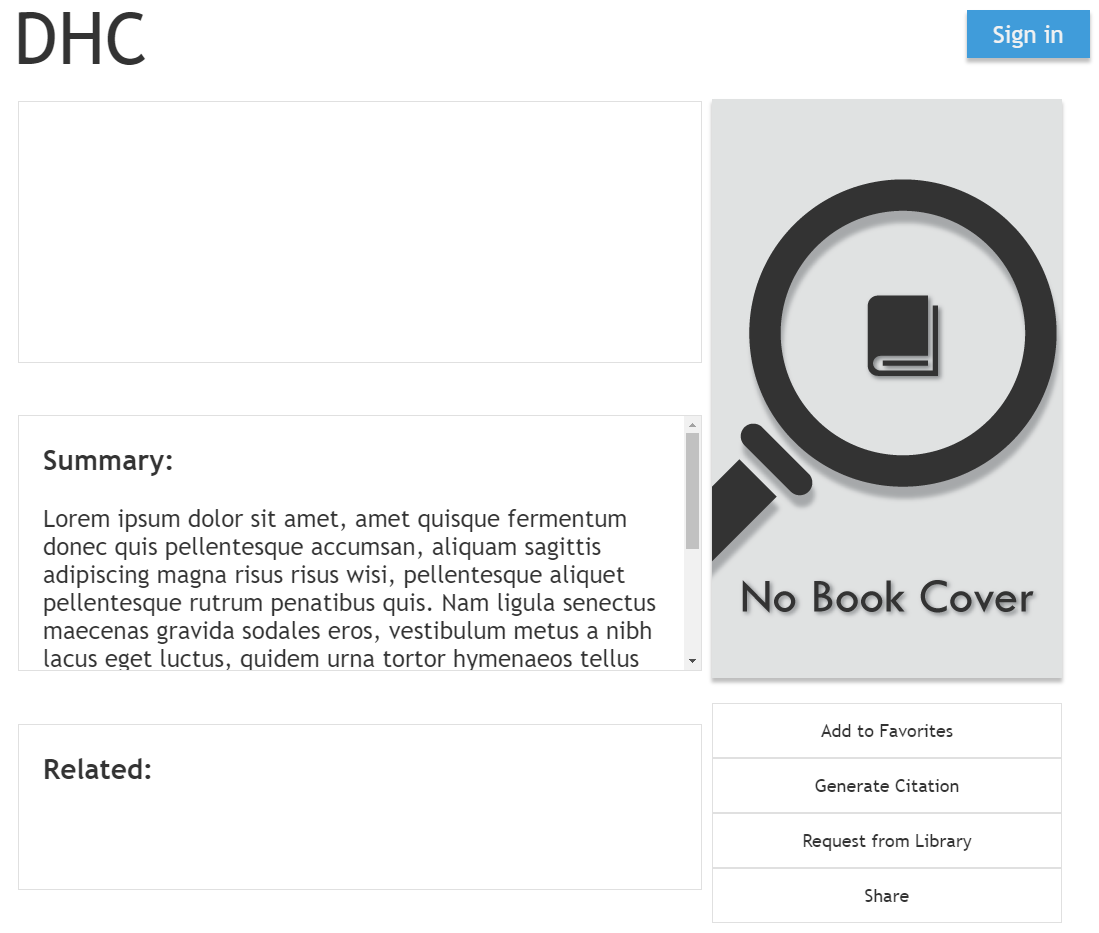 DHC
Sign in
Summary:
Lorem ipsum dolor sit amet, amet quisque fermentum
donec quis pellentesque accumsan, aliquam sagittis
adipiscing magna risus risus wisi, pellentesque aliquet
pellentesque rutrum penatibus quis. Nam ligula senectus
maecenas gravida sodales eros, vestibulum metus a nibh
lacus eget luctus, quidem urna tortor hymenaeos tellus
Related:
No Book Cover
Add to Favorites
Generate Citation
Request from Library
Share